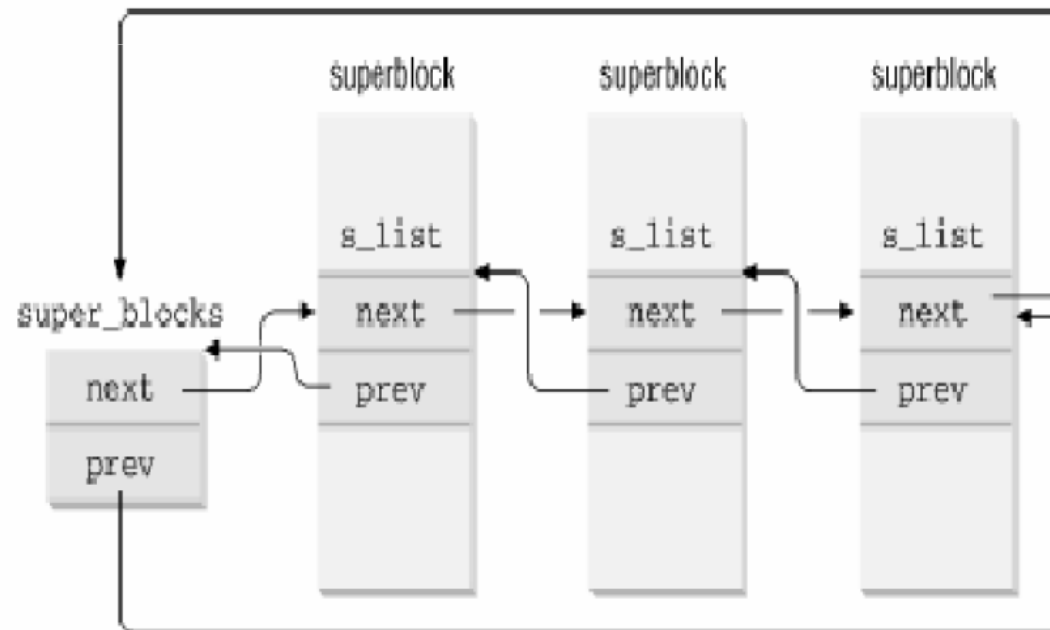 superblock superblock superblock
s_list s_list s_list
super_blocks next next next
next prev prev prev
prev